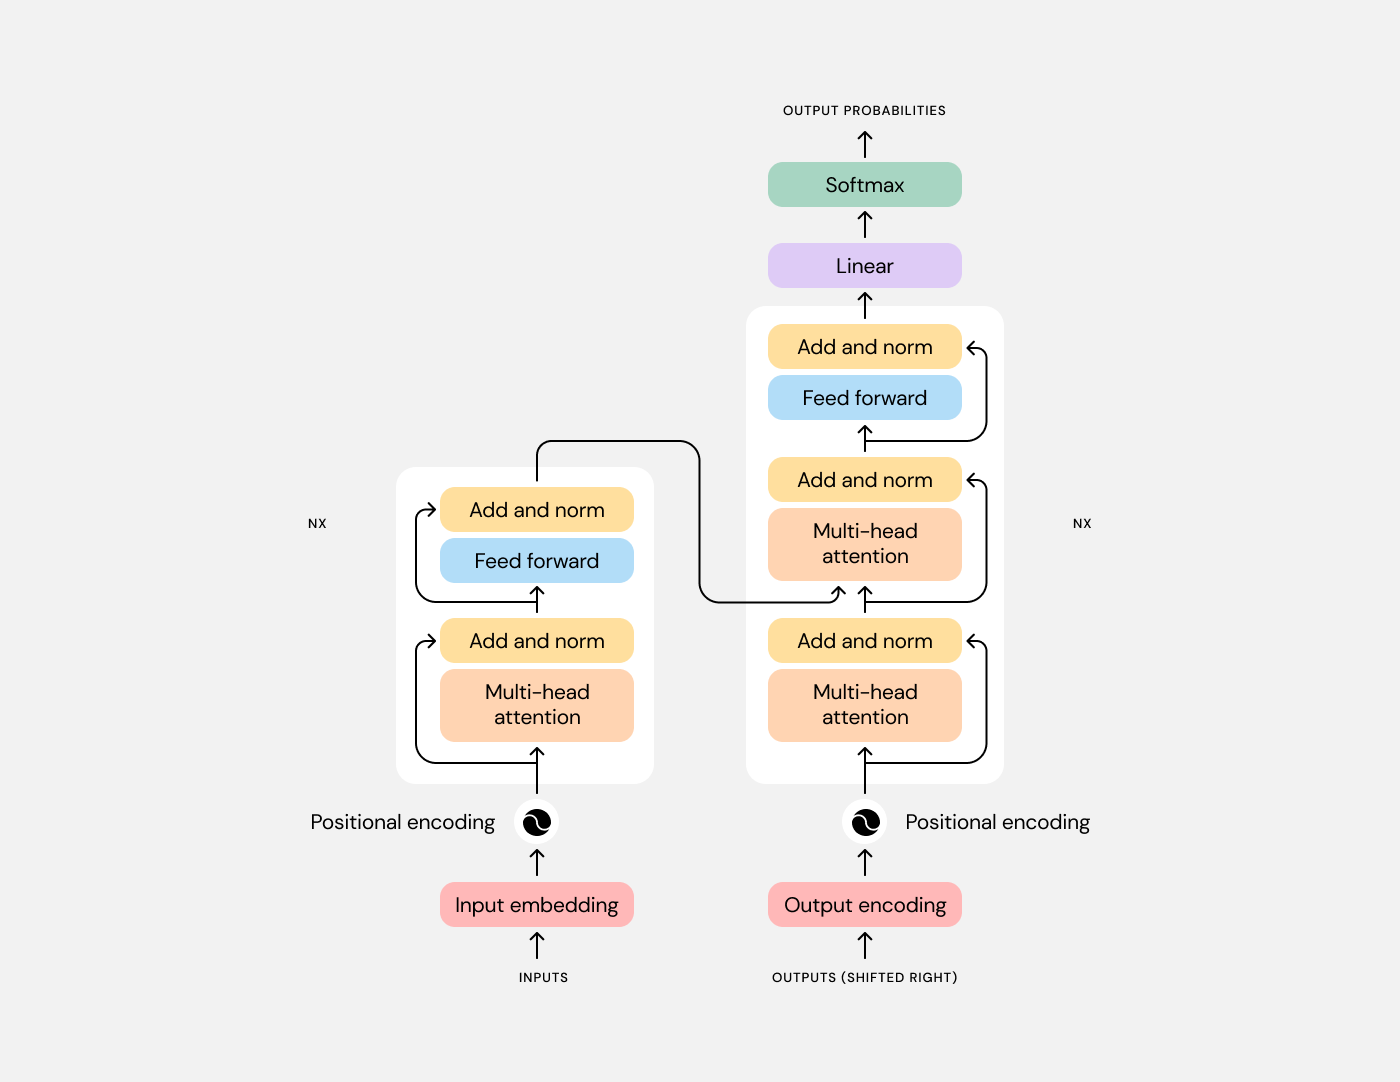 OUTPUT PROBABILITIES
Softmax
Linear
Add and norm
Feed forward
Add and norm
Multi-head
attention
Add and norm
Multi-head
attention
NX
Positional encoding
Output encoding
OUTPUTS (SHIFTED RIGHT)
NX
Add and norm
Feed forward
Add and norm
Multi-head
attention
Positional encoding
Input embedding
INPUTS